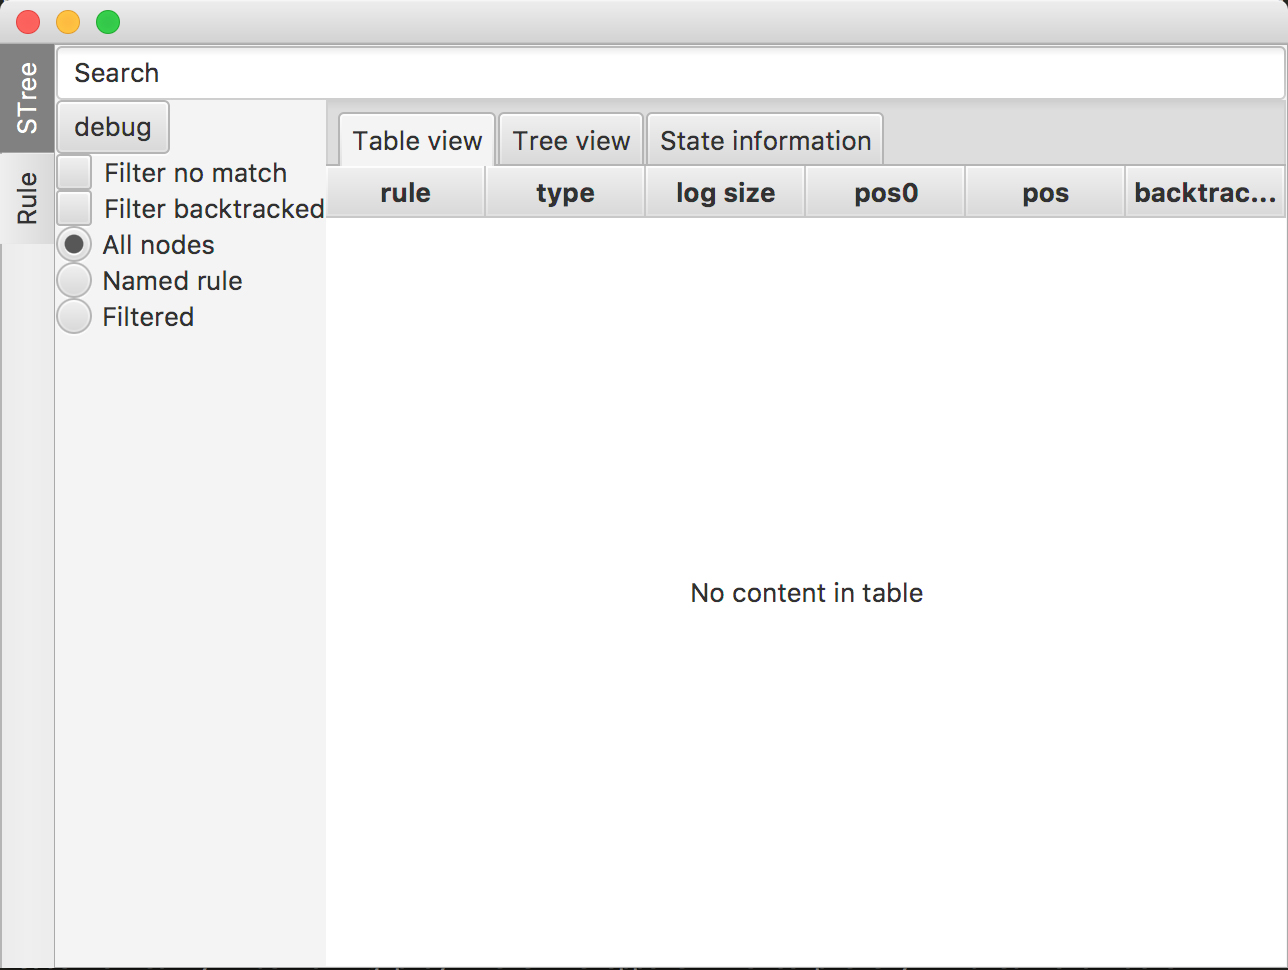 STree
Rule
Search
debug
Filter no match
Filter backtracked
All nodes
Named rule
Filtered
Table view Tree view State information
rule type log size pos0 pos backtrac...
No content in table